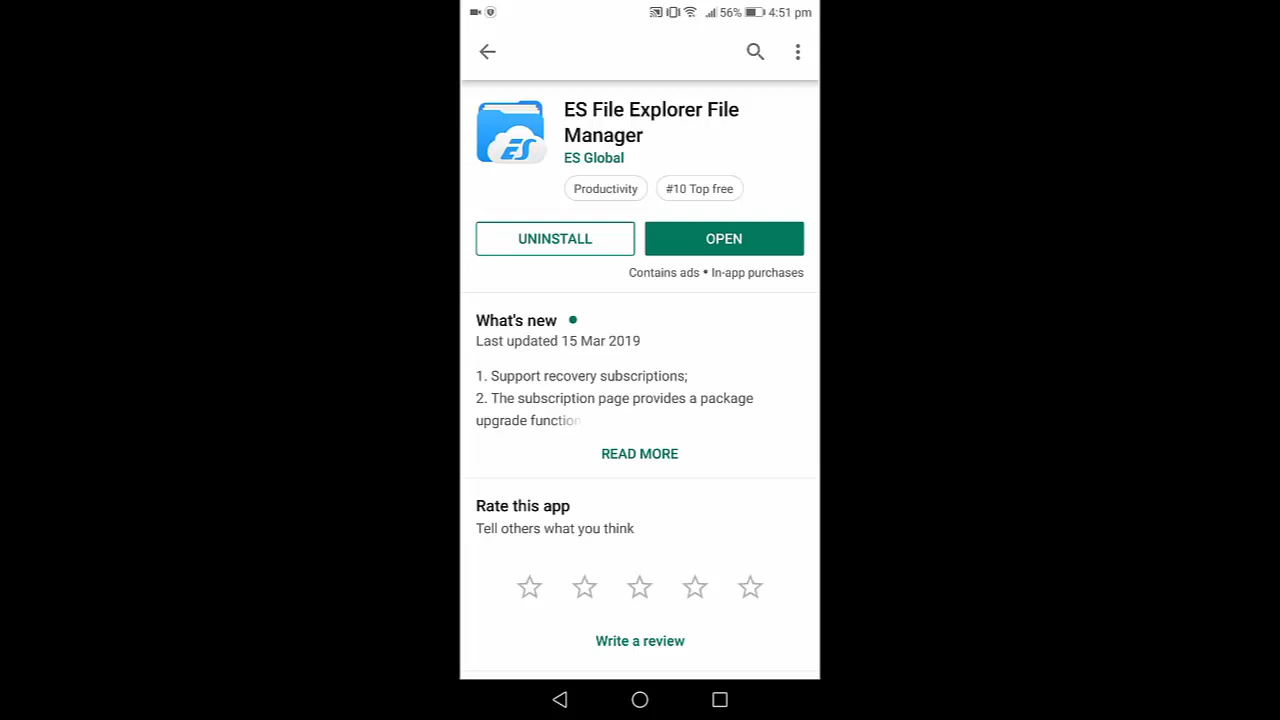 56% 4:51 pm
ES File Explorer File
Manager
ES Global
Productivity #10 Top free
ES
UNINSTALL OPEN
Contains ads • In-app purchases
What's new
Last updated 15 Mar 2019
1. Support recovery subscriptions;
2. The subscription page provides a package
upgrade function
READ MORE
Rate this app
Tell others what you think
Write a review